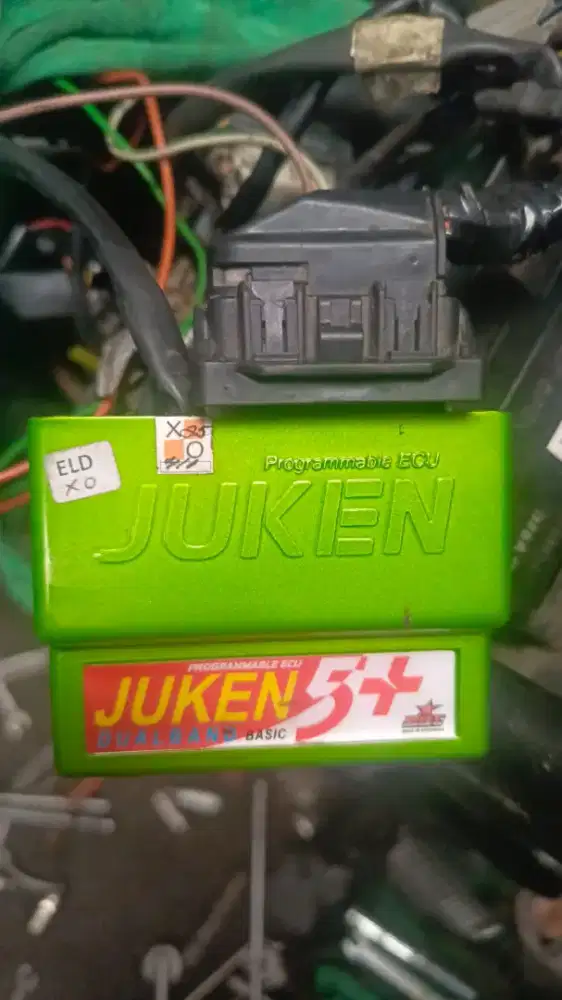 ELD
XO
X
O
Programmable ECU
JUKEN
PROGRAMMABLE ECU
JUKEN 5+
DUALBAND BASIC